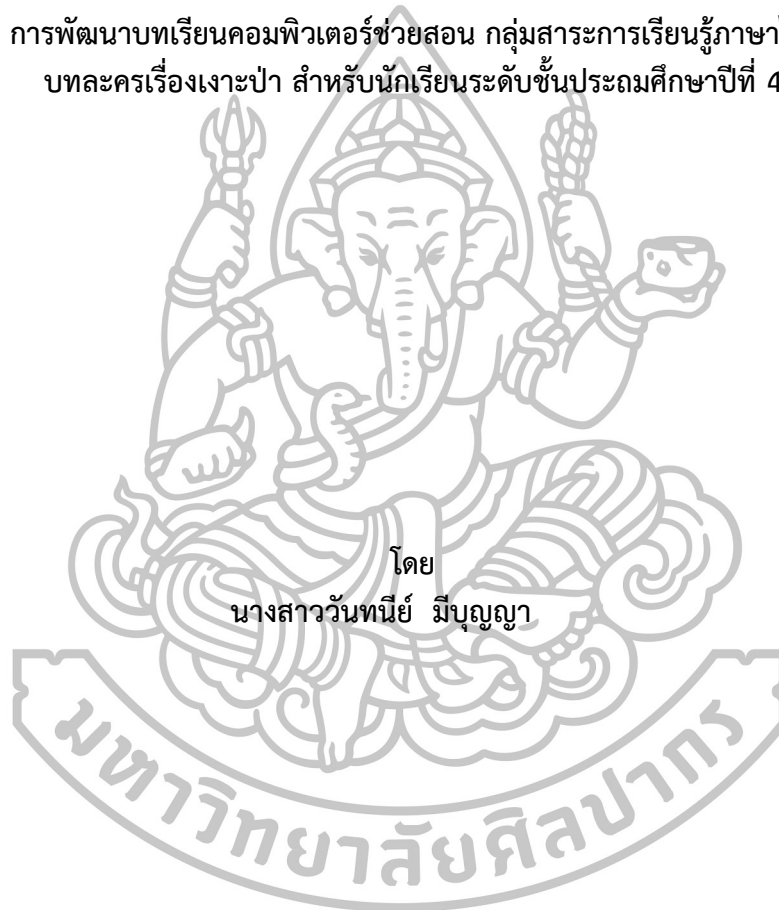 การพัฒนาบทเรียนคอมพิวเตอร์ช่วยสอน กลุ่มสาระการเรียนรู้ภาษา
บทละครเรื่องเงาะป่า สำหรับนักเรียนระดับชั้นประถมศึกษาปีที่ 4
โดย
นางสาววันทนีย์ มีบุญญา
มหาวิทยาลัยศิลปากร